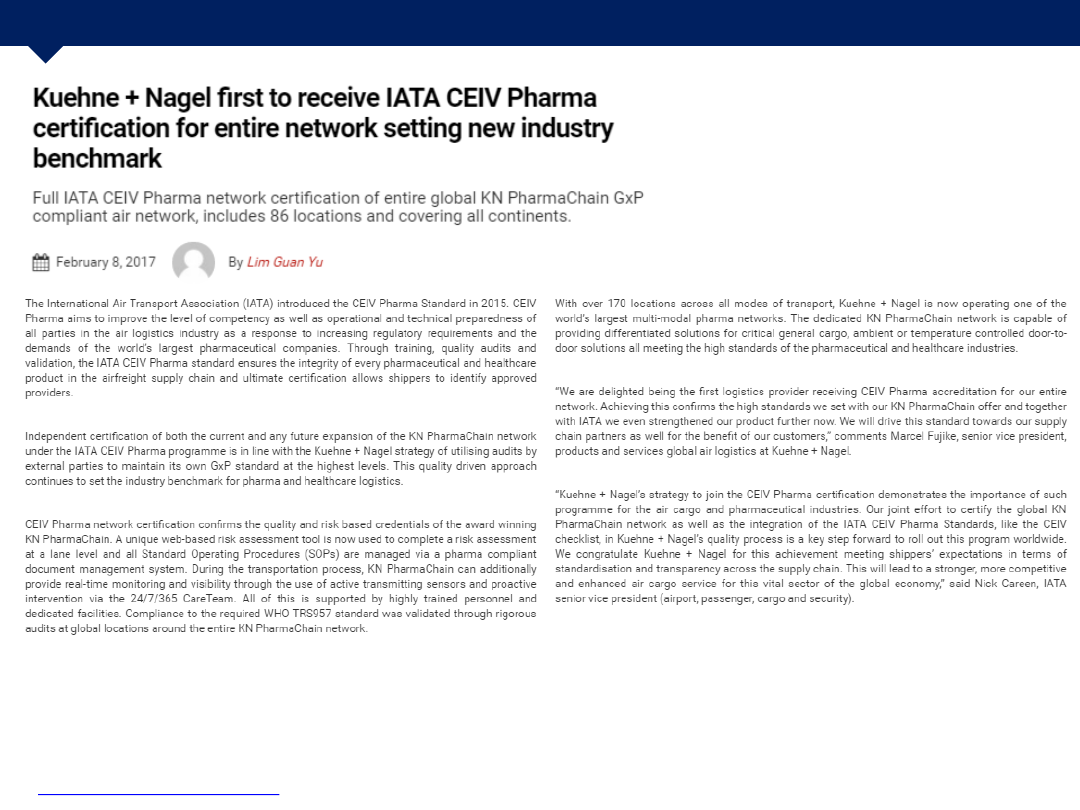 Kuehne + Nagel first to receive IATA CEIV Pharma
certification for entire network setting new industry
benchmark
Full IATA CEIV Pharma network certification of entire global KN PharmaChain GxP
compliant air network, includes 86 locations and covering all continents.
February 8, 2017 By Lim Guan Yu
The International Air Transport Association (IATA) introduced the CEIV Pharma Standard in 2015. CEIV
Pharma aims to improve the level of competency as well as operational and technical preparedness of
all parties in the air logistics industry as a response to increasing regulatory requirements and the
demands of the world's largest pharmaceutical companies. Through training, quality audits and
validation, the IATA CEIV Pharma standard ensures the integrity of every pharmaceutical and healthcare
product in the airfreight supply chain and ultimate certification allows shippers to identify approved
providers.
Independent certification of both the current and any future expansion of the KN PharmaChain network
under the IATA CEIV Pharma programme is in line with the Kuehne + Nagel strategy of utilising audits by
external parties to maintain its own GxP standard at the highest levels. This quality driven approach
continues to set the industry benchmark for pharma and healthcare logistics.
CEIV Pharma network certification confirms the quality and risk based credentials of the award winning
KN PharmaChain. A unique web-based risk assessment tool is now used to complete a risk assessment
at a lane level and all Standard Operating Procedures (SOPs) are managed via a pharma compliant
document management system. During the transportation process, KN PharmaChain can additionally
provide real-time monitoring and visibility through the use of active transmitting sensors and proactive
intervention via the 24/7/365 CareTeam. All of this is supported by highly trained personnel and
dedicated facilities. Compliance to the required WHO TRS957 standard was validated through rigorous
audits at global locations around the entire KN PharmaChain network.
With over 170 locations across all modes of transport, Kuehne + Nagel is now operating one of the
world's largest multi-modal pharma networks. The dedicated KN PharmaChain network is capable of
providing differentiated solutions for critical general cargo, ambient or temperature controlled door-to-
door solutions all meeting the high standards of the pharmaceutical and healthcare industries.
"We are delighted being the first logistics provider receiving CEIV Pharma accreditation for our entire
network. Achieving this confirms the high standards we set with our KN PharmaChain offer and together
with IATA we even strengthened our product further now. We will drive this standard towards our supply
chain partners as well for the benefit of our customers," comments Marcel Fujike, senior vice president,
products and services global air logistics at Kuehne + Nagel.
"Kuehne + Nagel's strategy to join the CEIV Pharma certification demonstrates the importance of such
programme for the air cargo and pharmaceutical industries. Our joint effort to certify the global KN
PharmaChain network as well as the integration of the IATA CEIV Pharma Standards, like the CEIV
checklist, in Kuehne + Nagel's quality process is a key step forward to roll out this program worldwide.
We congratulate Kuehne + Nagel for this achievement meeting shippers' expectations in terms of
standardisation and transparency across the supply chain. This will lead to a stronger, more competitive
and enhanced air cargo service for this vital sector of the global economy," said Nick Careen, IATA
senior vice president (airport, passenger, cargo and security).